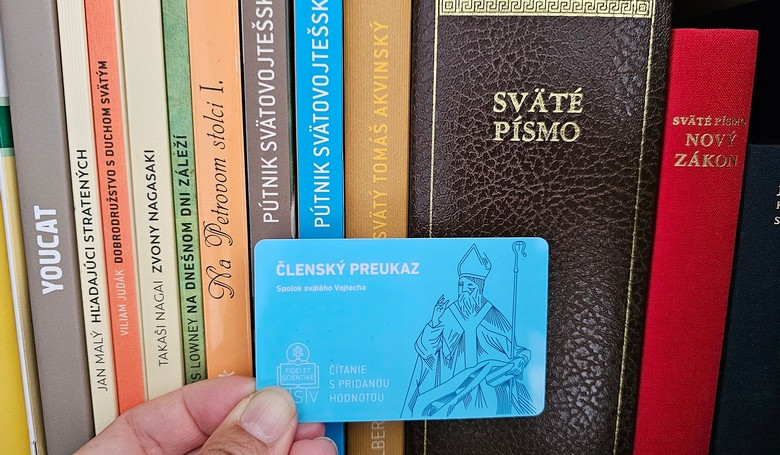 YOUCAT
JAN MALÝ HĽADAJÚCI STRATENÝCH
VILIAM JUDÁK DOBRODRUŽSTVO S DUCHOM SVÄTÝM
TAKAŠI NAGAI ZVONY NAGASAKI
LOWNEY NA DNEŠNOM DNI ZÁLEŽÍ
Na Petrovom stolci I.
PÚTNIK SVÄTOVOJTEŠSK
PÚTNIK SVÄTOVOJTEŠSK
SVÄTÝ TOMÁŠ AKVINSKÝ
SVÄTÉ
PÍSMO
SVÄTÉ PÍSMO
NOVÝ
ZÁKON
ČLENSKÝ PREUKAZ
Spolok svätého Vojtecha
FIDEI ET
SCIENTIAE
SSV
ČÍTANIE
S PRIDANOU
HODNOTOU